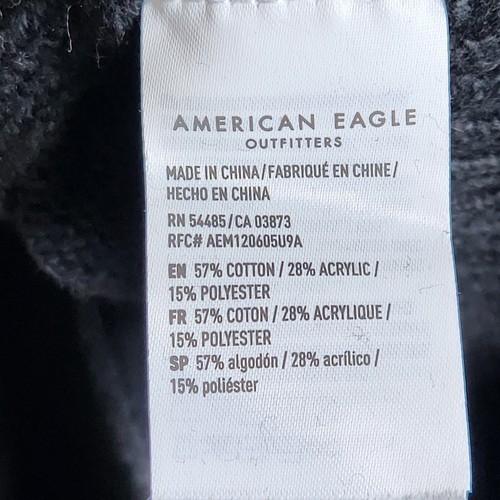 AMERICAN EAGLE
OUTFITTERS
MADE IN CHINA/FABRIQUÉ EN CHINE/
HECHO EN CHINA
RN 54485/CA 03873
RFC# AEM120605U9A
EN 57% COTTON / 28% ACRYLIC /
15% POLYESTER
FR 57% COTON / 28% ACRYLIQUE /
15% POLYESTER
SP 57% algodón / 28% acrílico /
15% poliéster